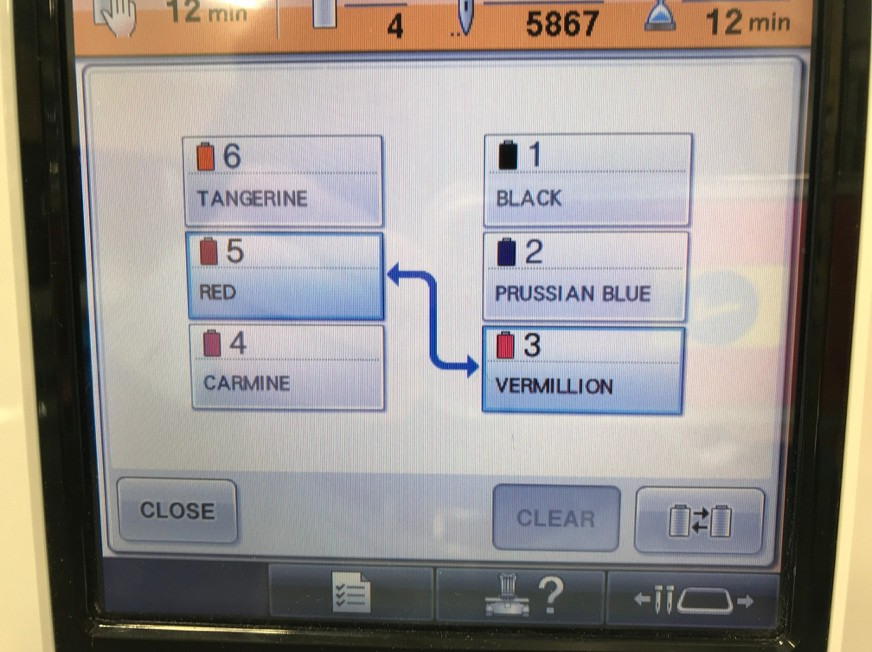 12 min
4
5867
12 min
6
TANGERINE
1
BLACK
5
RED
2
PRUSSIAN BLUE
4
CARMINE
3
VERMILLION
CLOSE
CLEAR
?